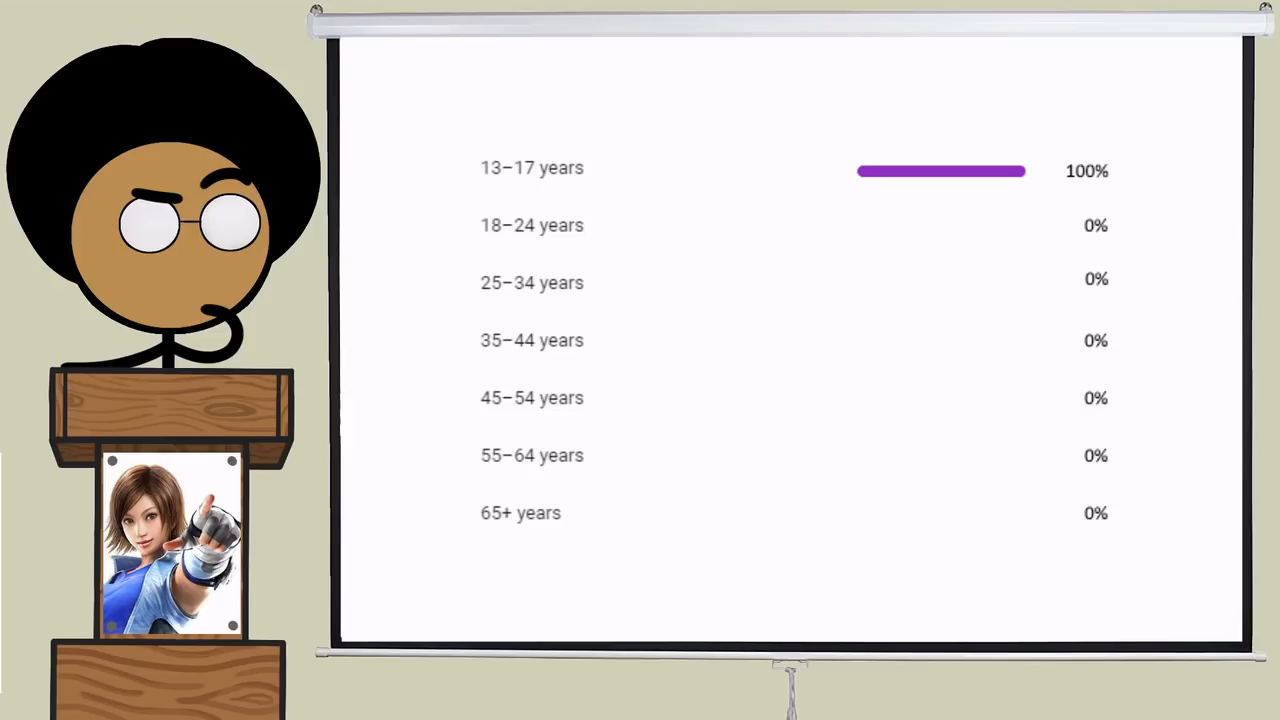 13–17 years 100%
18–24 years 0%
25–34 years 0%
35–44 years 0%
45–54 years 0%
55–64 years 0%
65+ years 0%